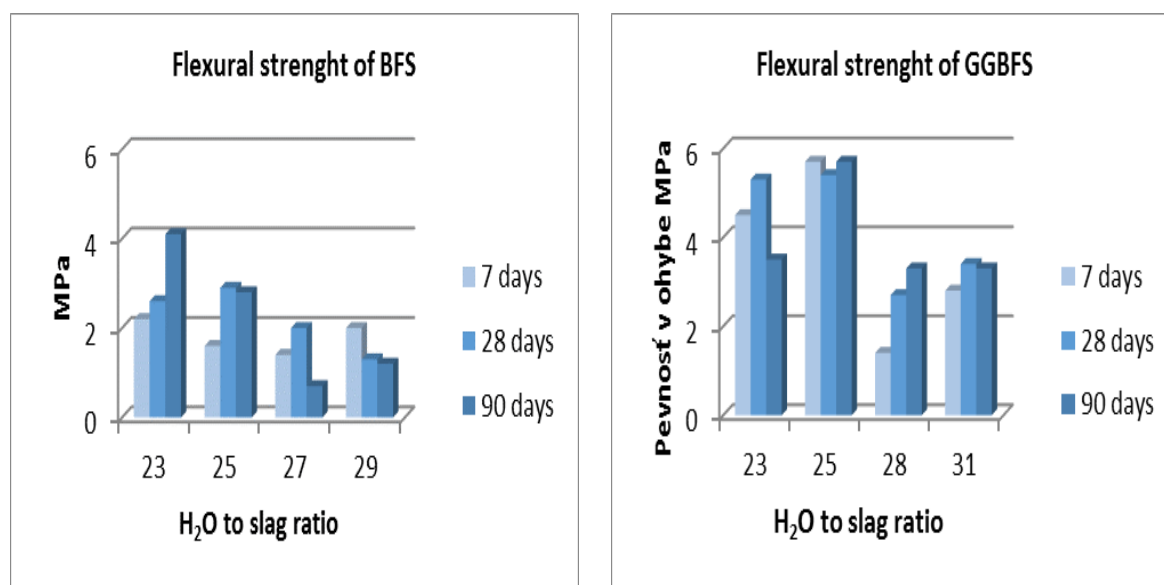 Flexural strenght of BFS
MPa
6
4
2
0
23 25 27 29
H₂O to slag ratio
7 days
28 days
90 days
Flexural strenght of GGBFS
Pevnosť v ohybe MPa
6
4
2
0
23 25 28 31
H₂O to slag ratio
7 days
28 days
90 days